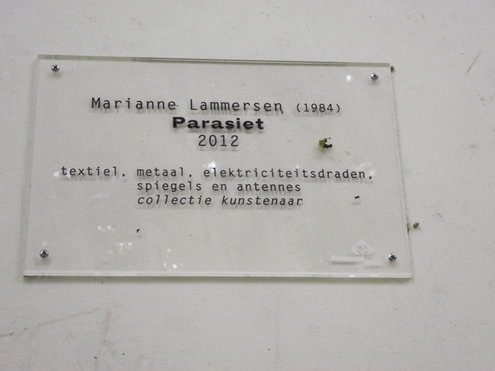 Marianne Lammersen (1984)
Parasiet
2012
textiel, metaal, elektriciteitsdraden,
spiegels en antennes
collectie kunstenaar